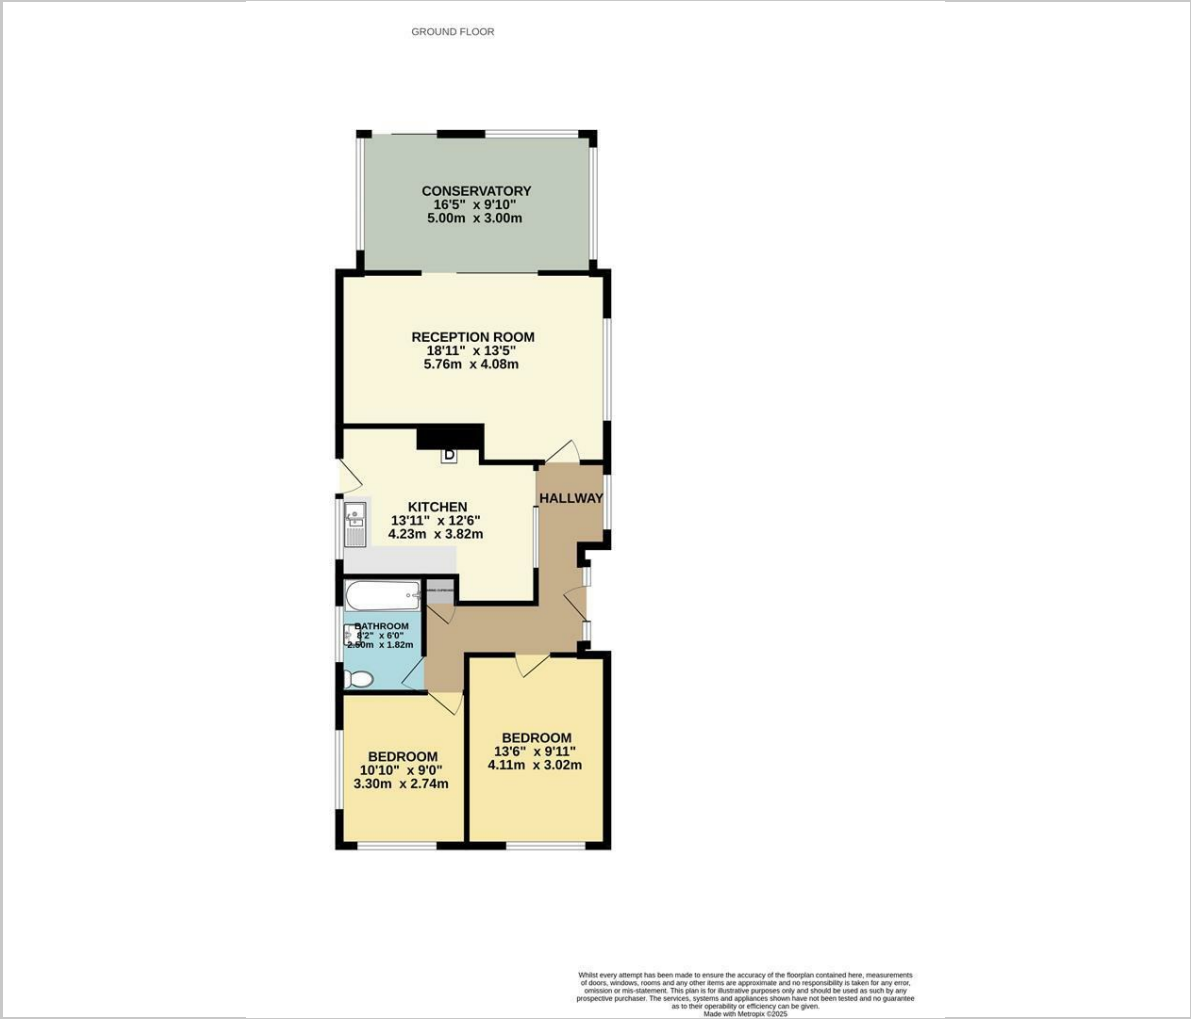 GROUND FLOOR
CONSERVATORY
16'5" x 9'10"
5.00m x 3.00m
RECEPTION ROOM
18'11" x 13'5"
5.76m x 4.08m
D
HALLWAY
KITCHEN
13'11" x 12'6"
4.23m x 3.82m
BATHROOM
8'2" x 6'0"
2.50m x 1.82m
BEDROOM
13'6" x 9'11"
4.11m x 3.02m
BEDROOM
10'10" x 9'0"
3.30m x 2.74m
Whilst every attempt has been made to ensure the accuracy of the floorplan contained here, measurements
of doors, windows, rooms and any other items are approximate and no responsibility is taken for any error,
omission or mis-statement. This plan is for illustrative purposes only and should be used as such by any
prospective purchaser. The services, systems and appliances shown have not been tested and no guarantee
as to their operability or efficiency can be given.
Made with Metropix ©2025